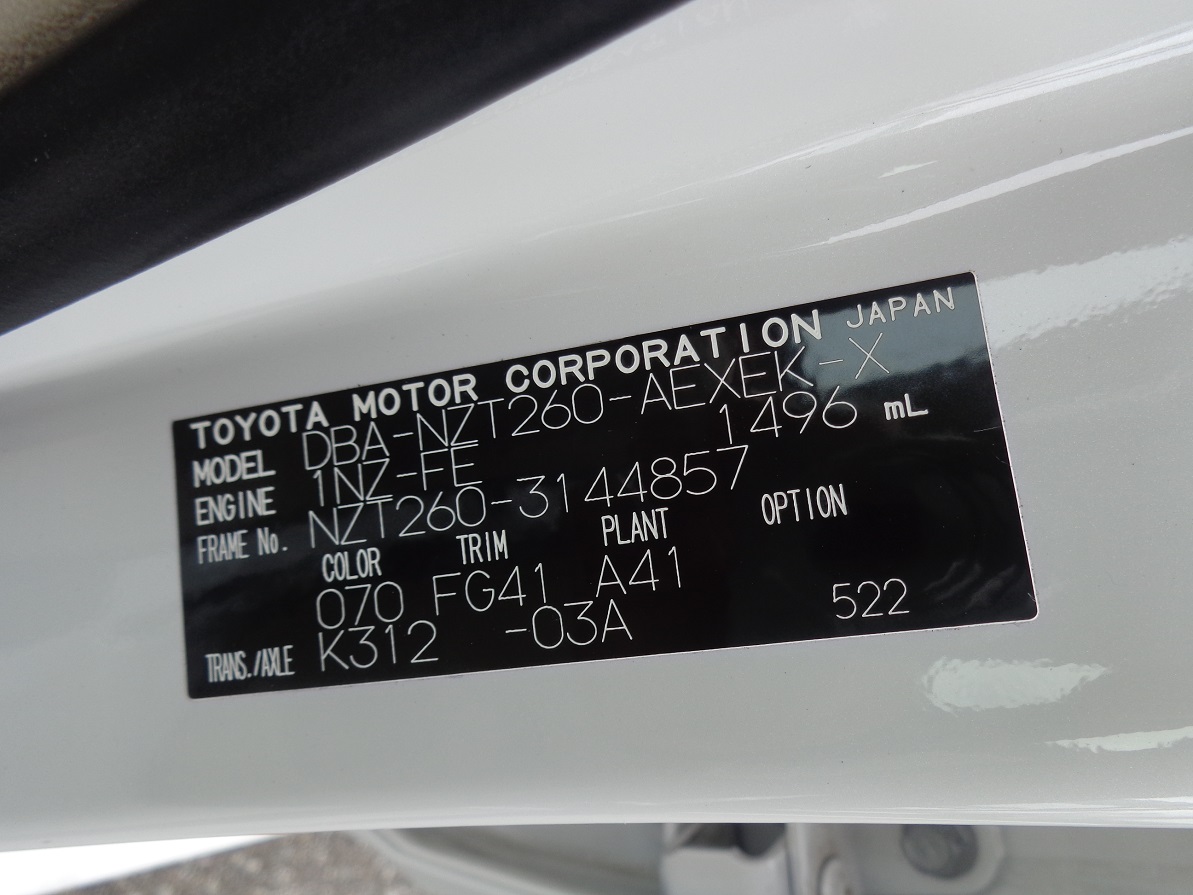 TOYOTA MOTOR CORPORATION JAPAN
MODEL DBA-NZT260-AEXEK-X
ENGINE 1NZ-FE 1496 mL
FRAME No. NZT260-3144857
COLOR TRIM PLANT OPTION
070 FG41 A41
TRANS./AXLE K312 -03A 522